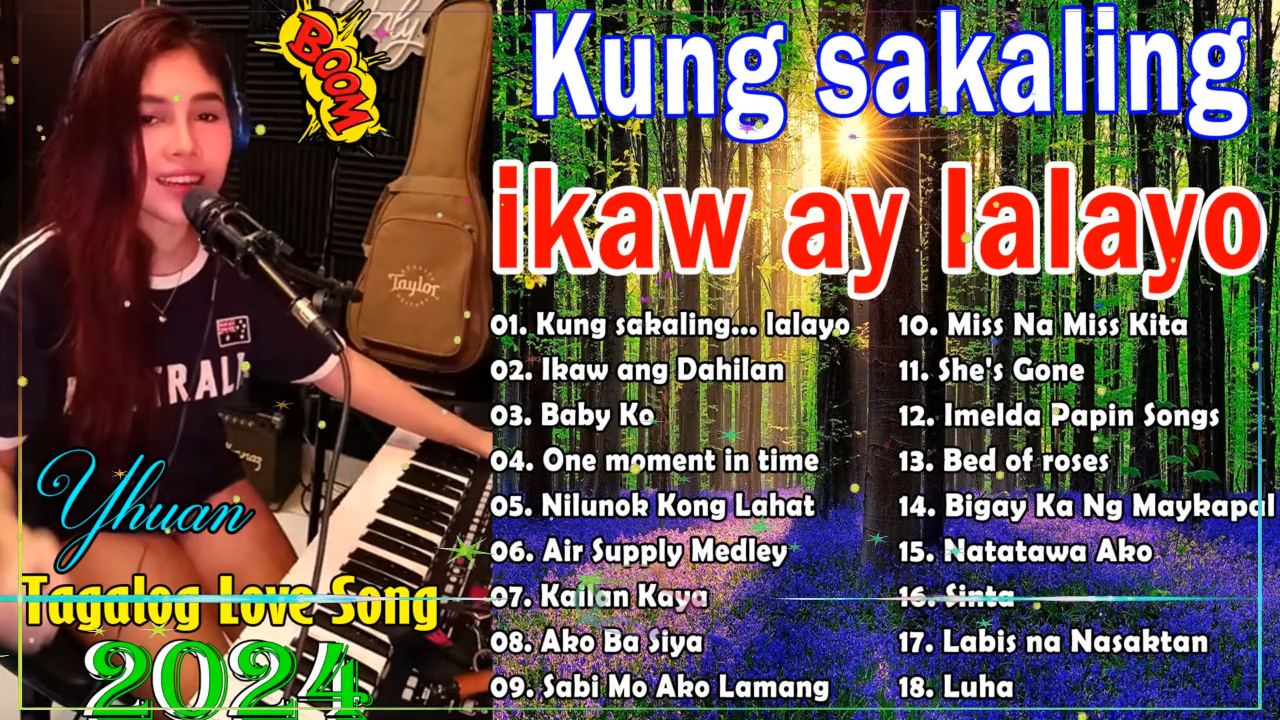 BOOM
Kung sakaling
ikaw ay lalayo
Taylor
TRALI
Yhuan
Tagalog Love Song
2024
01. Kung sakaling... lalayo
02. Ikaw ang Dahilan
03. Baby Ko
04. One moment in time
05. Nilunok Kong Lahat
06. Air Supply Medley
07. Kailan Kaya
08. Ako Ba Siya
09. Sabi Mo Ako Lamang
10. Miss Na Miss Kita
11. She's Gone
12. Imelda Papin Songs
13. Bed of roses
14. Bigay Ka Ng Maykapal
15. Natatawa Ako
16. Sinta
17. Labis na Nasaktan
18. Luha